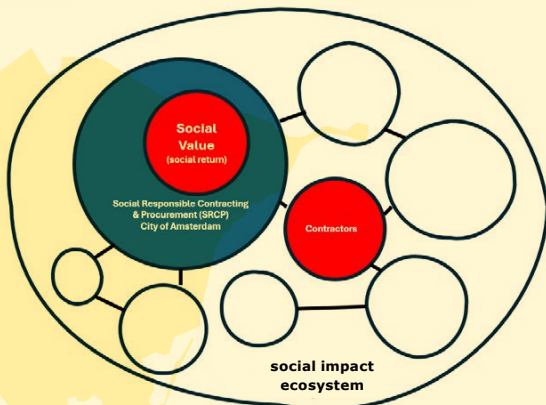 Social
Value
(social return)
Social Responsible Contracting
& Procurement (SRCP)
City of Amsterdam
Contractors
social impact
ecosystem